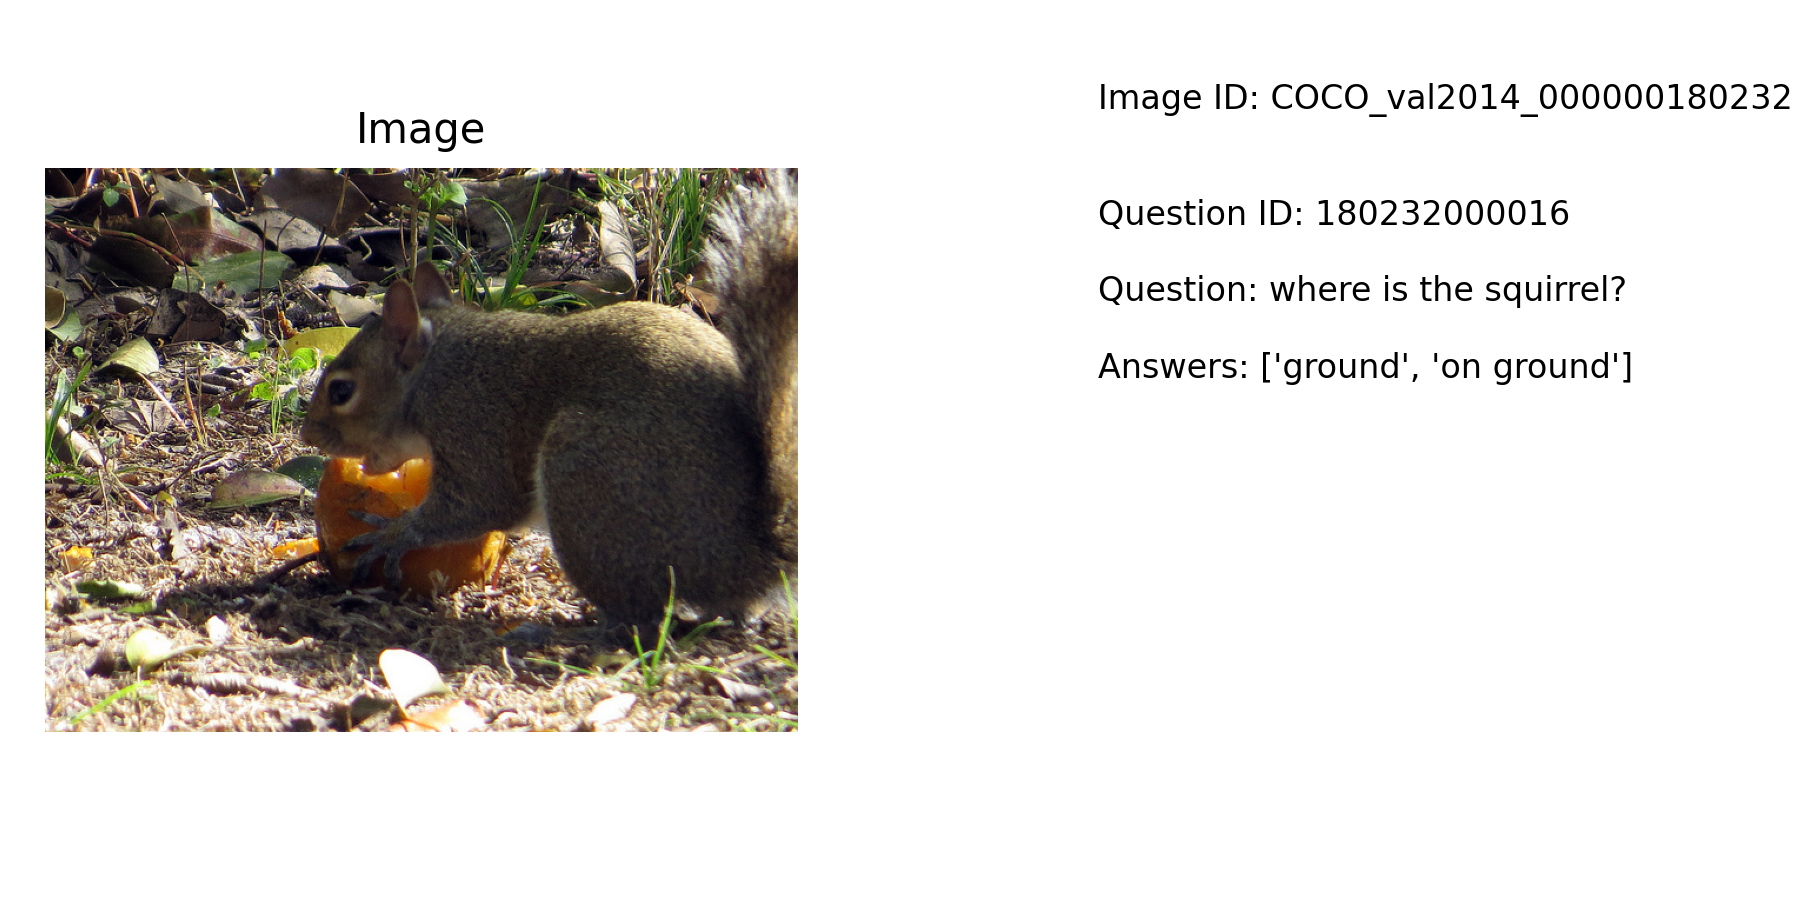 Image
Image ID: COCO_val2014_000000180232
Question ID: 180232000016
Question: where is the squirrel?
Answers: ['ground', 'on ground']